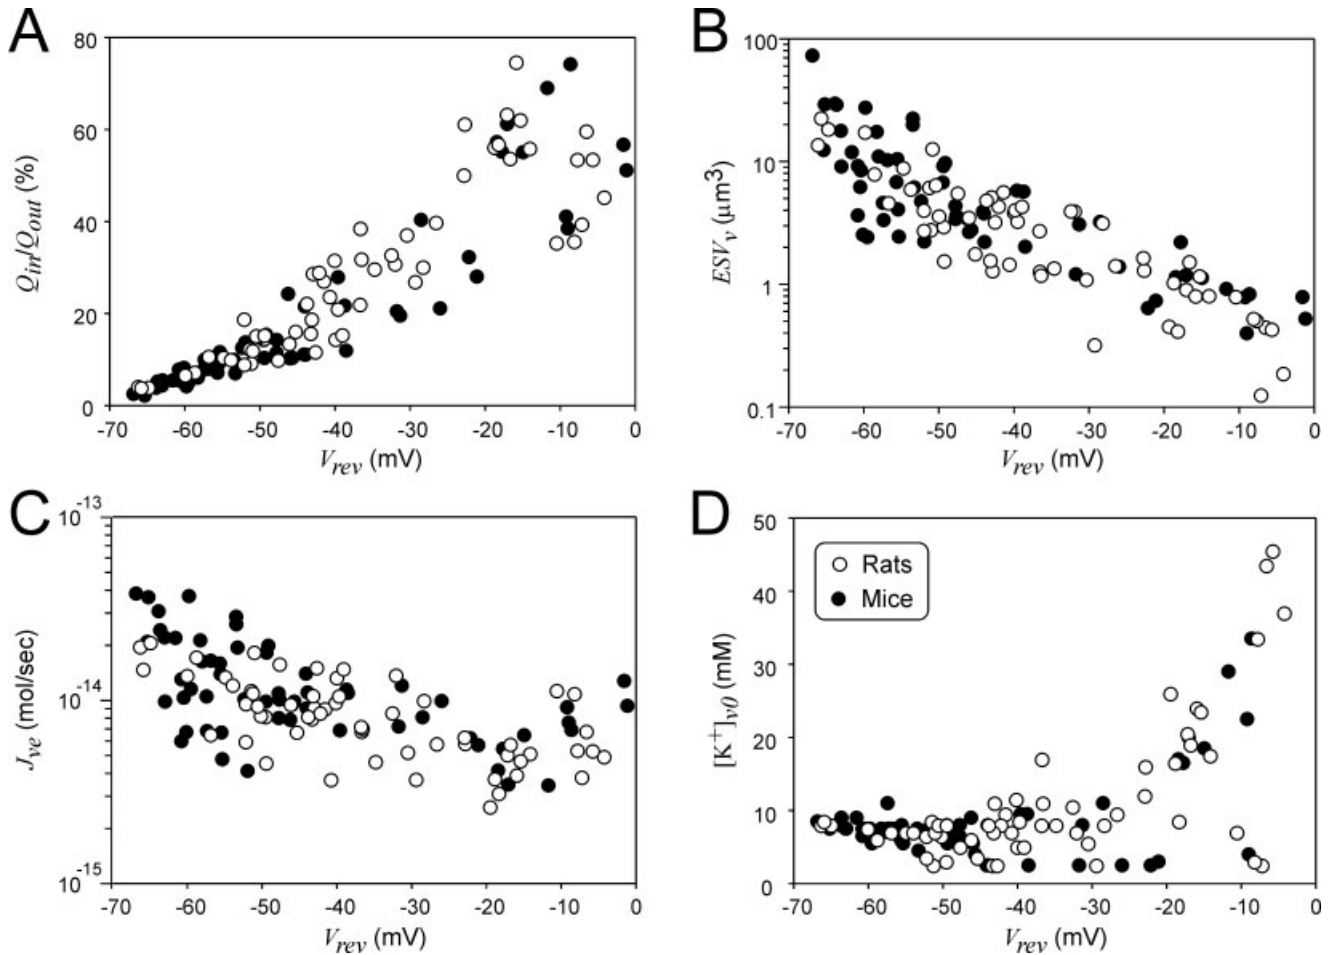 A
80
60
40
20
0
Qin/Qout (%)
-70 -60 -50 -40 -30 -20 -10 0
Vrev (mV)
B
100
10
1
0.1
ESVv (μm3)
-70 -60 -50 -40 -30 -20 -10 0
Vrev (mV)
C
10-13
10-14
10-15
Jve (mol/sec)
-70 -60 -50 -40 -30 -20 -10 0
Vrev (mV)
D
50
40
30
20
10
0
[K+]v0 (mM)
Rats
Mice
-70 -60 -50 -40 -30 -20 -10 0
Vrev (mV)